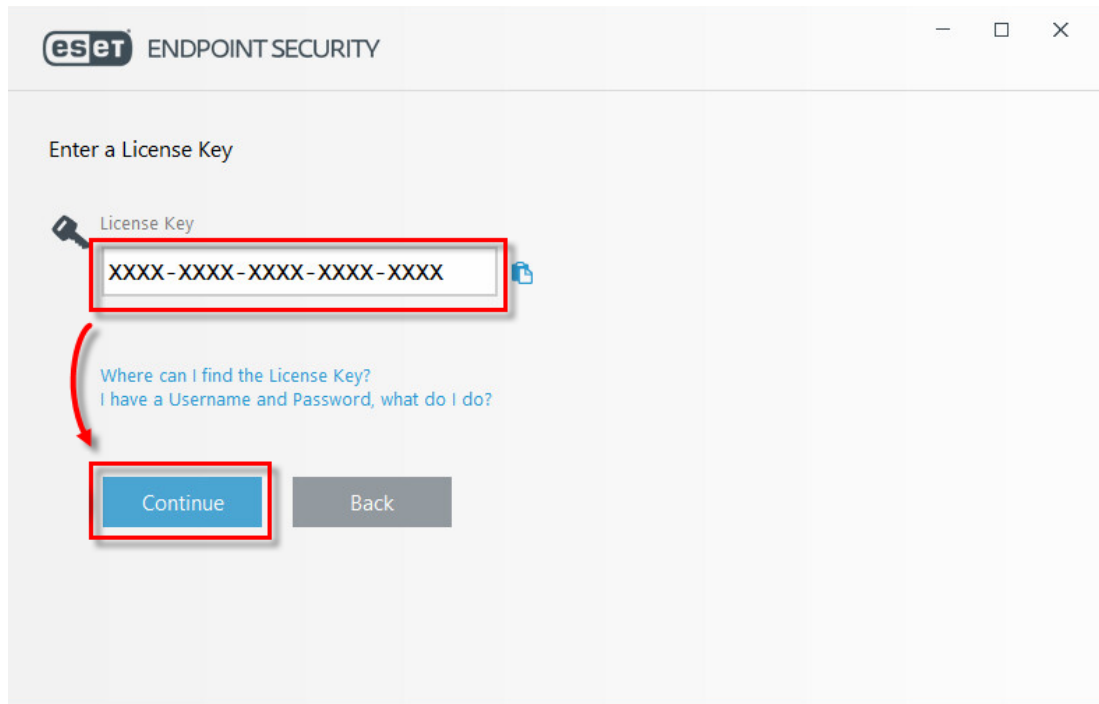 eseT ENDPOINT SECURITY
Enter a License Key
License Key
XXXX-XXXX-XXXX-XXXX-XXXX
Where can I find the License Key?
I have a Username and Password, what do I do?
Continue Back